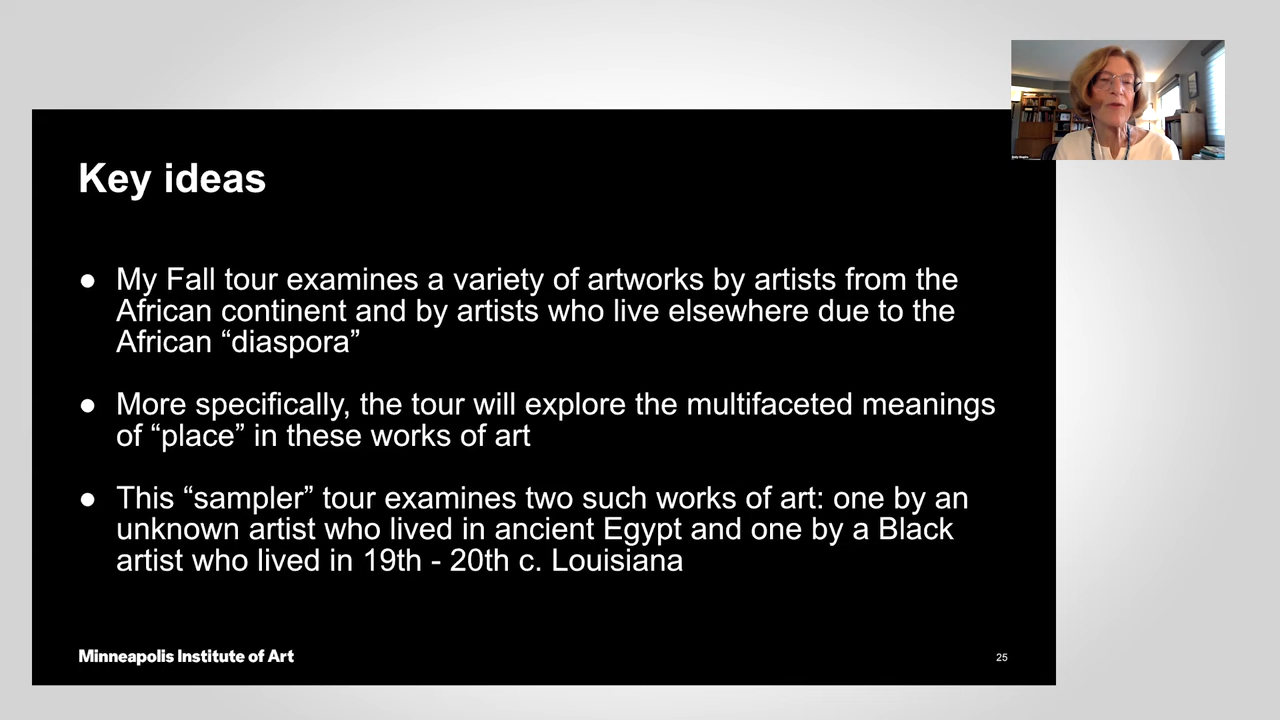 Key ideas
● My Fall tour examines a variety of artworks by artists from the
African continent and by artists who live elsewhere due to the
African “diaspora”
● More specifically, the tour will explore the multifaceted meanings
of “place” in these works of art
● This “sampler” tour examines two such works of art: one by an
unknown artist who lived in ancient Egypt and one by a Black
artist who lived in 19th - 20th c. Louisiana
Minneapolis Institute of Art
25